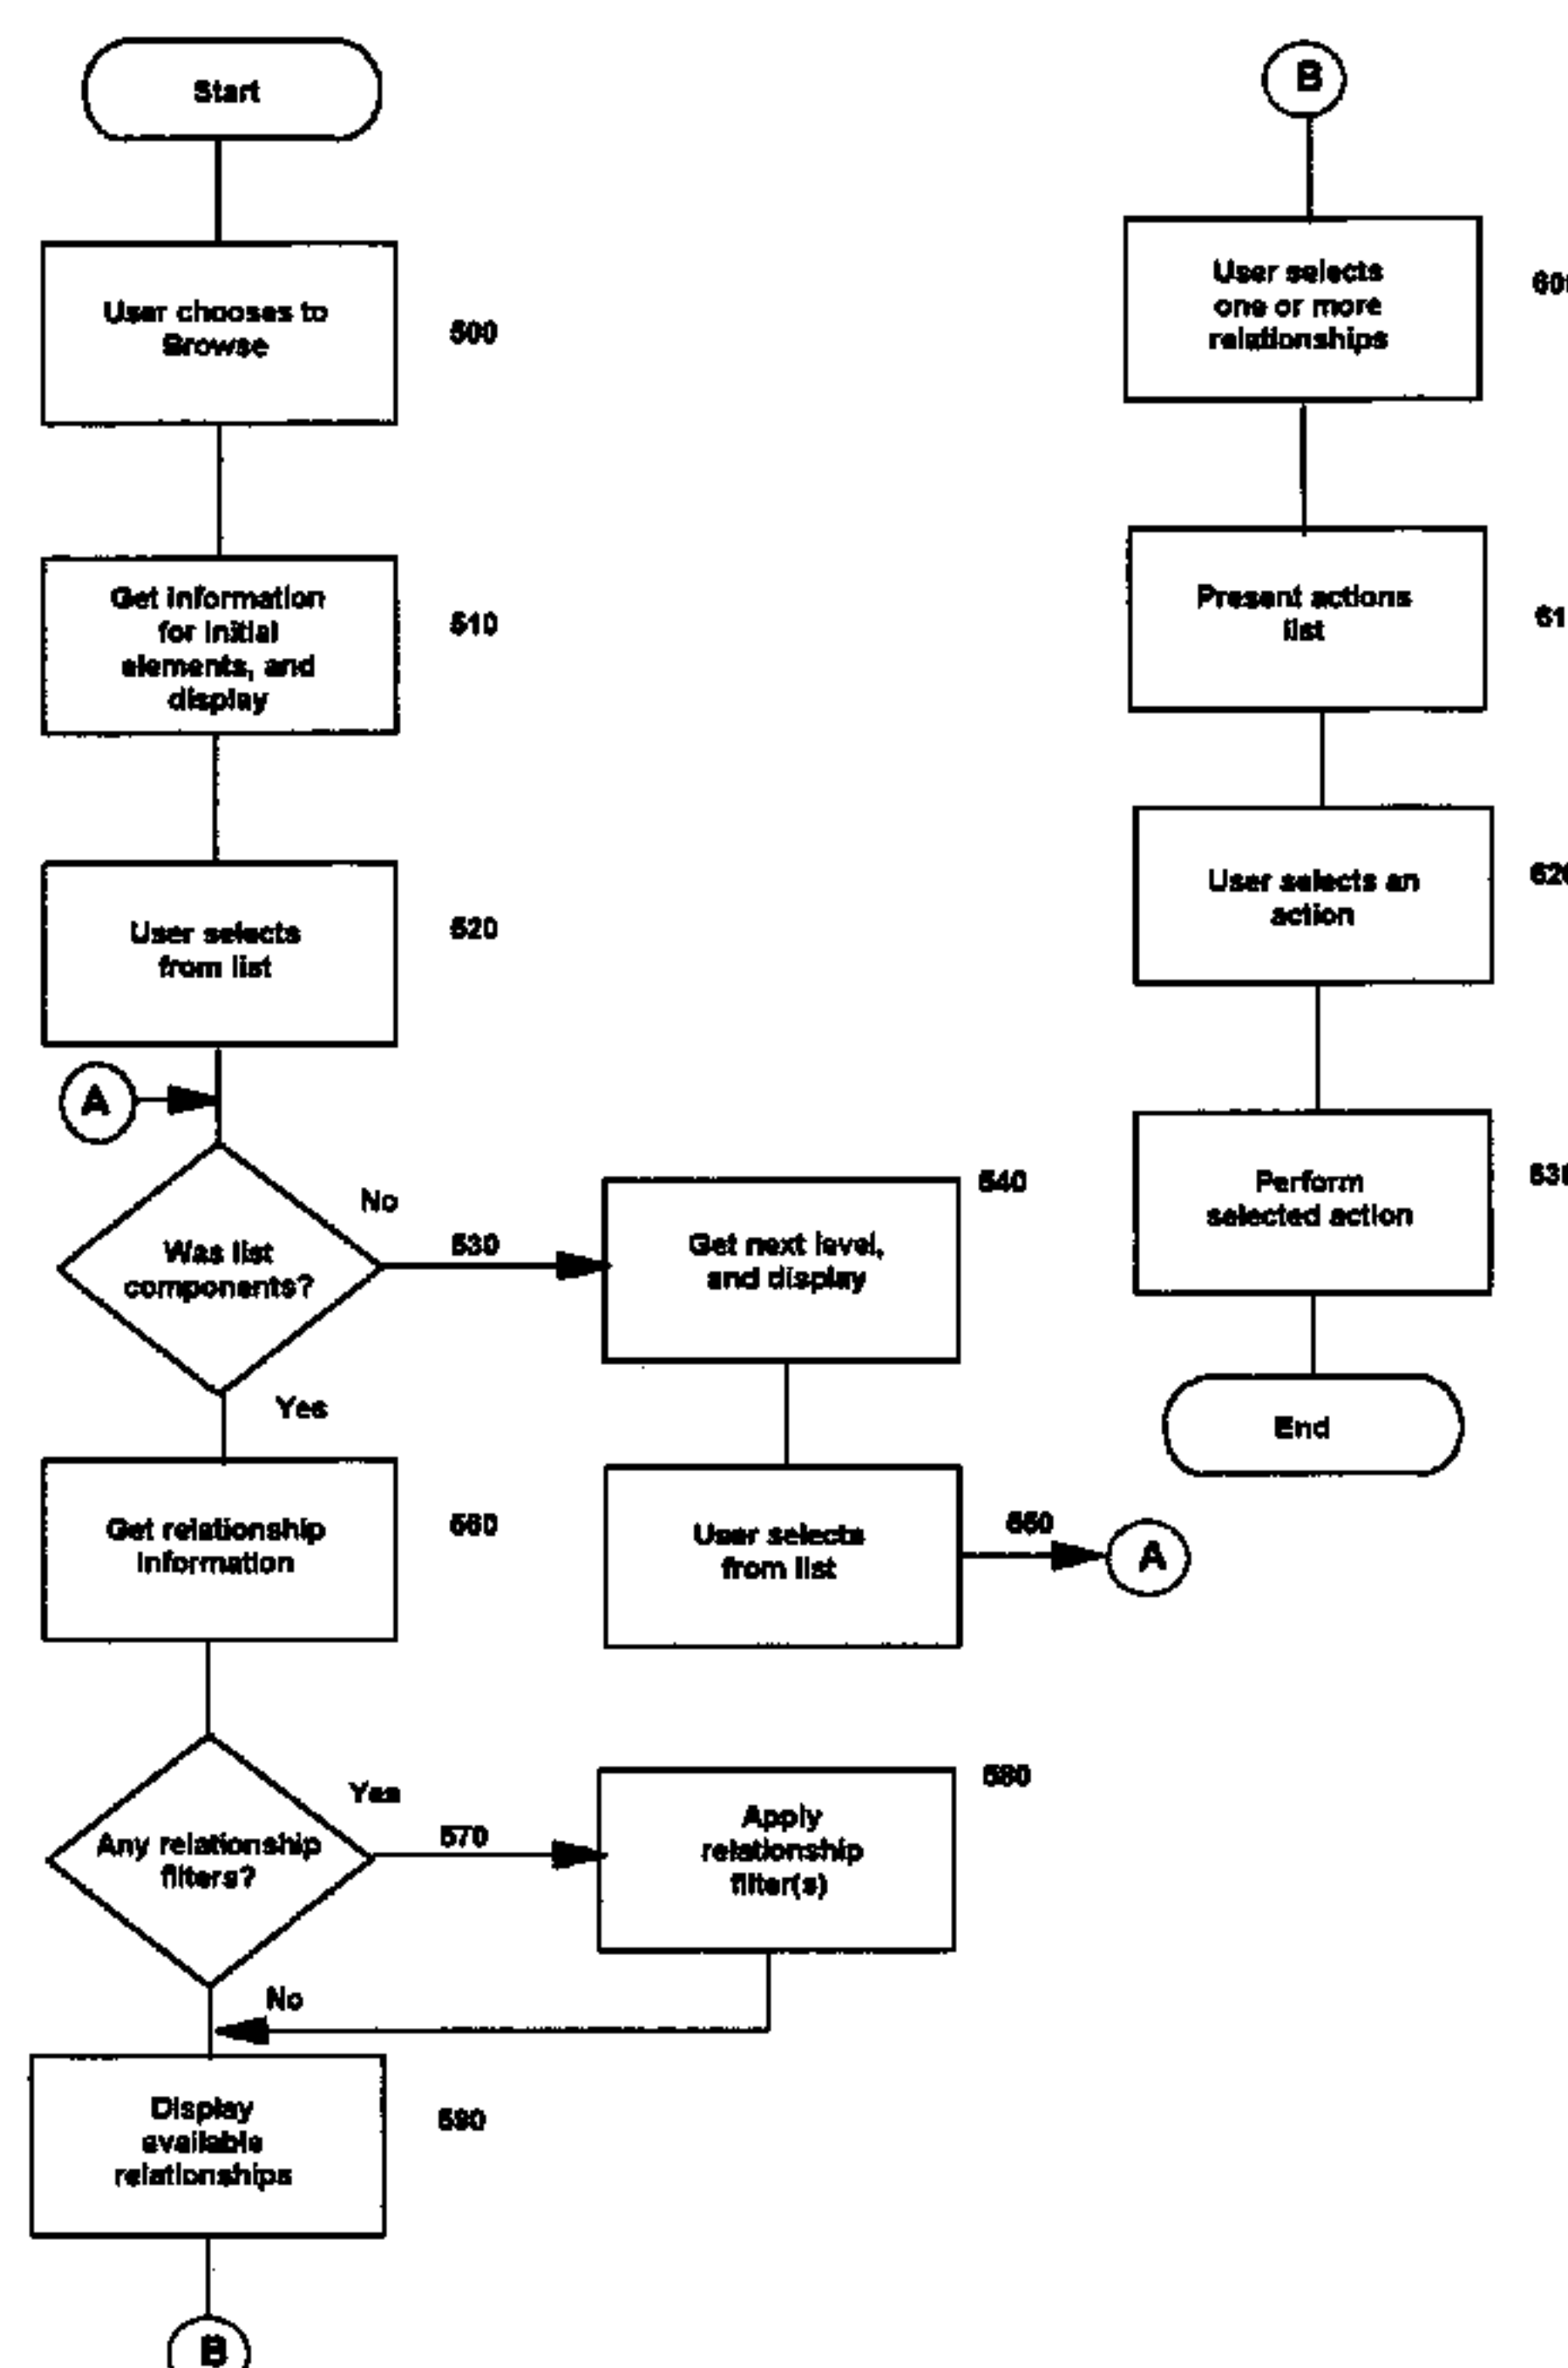 Start
User chooses to
Browse
500
Get information
for initial
elements, and
display
510
User selects
from list
520
A
Was list
components?
No
530
Yes
Get next level,
and display
540
User selects
from list
550
A
Get relationship
information
560
Any relationship
filters?
Yes
570
No
Apply
relationship
filter(s)
580
Display
available
relationships
590
B
B
User selects
one or more
relationships
Present actions
list
User selects an
action
Perform
selected action
End